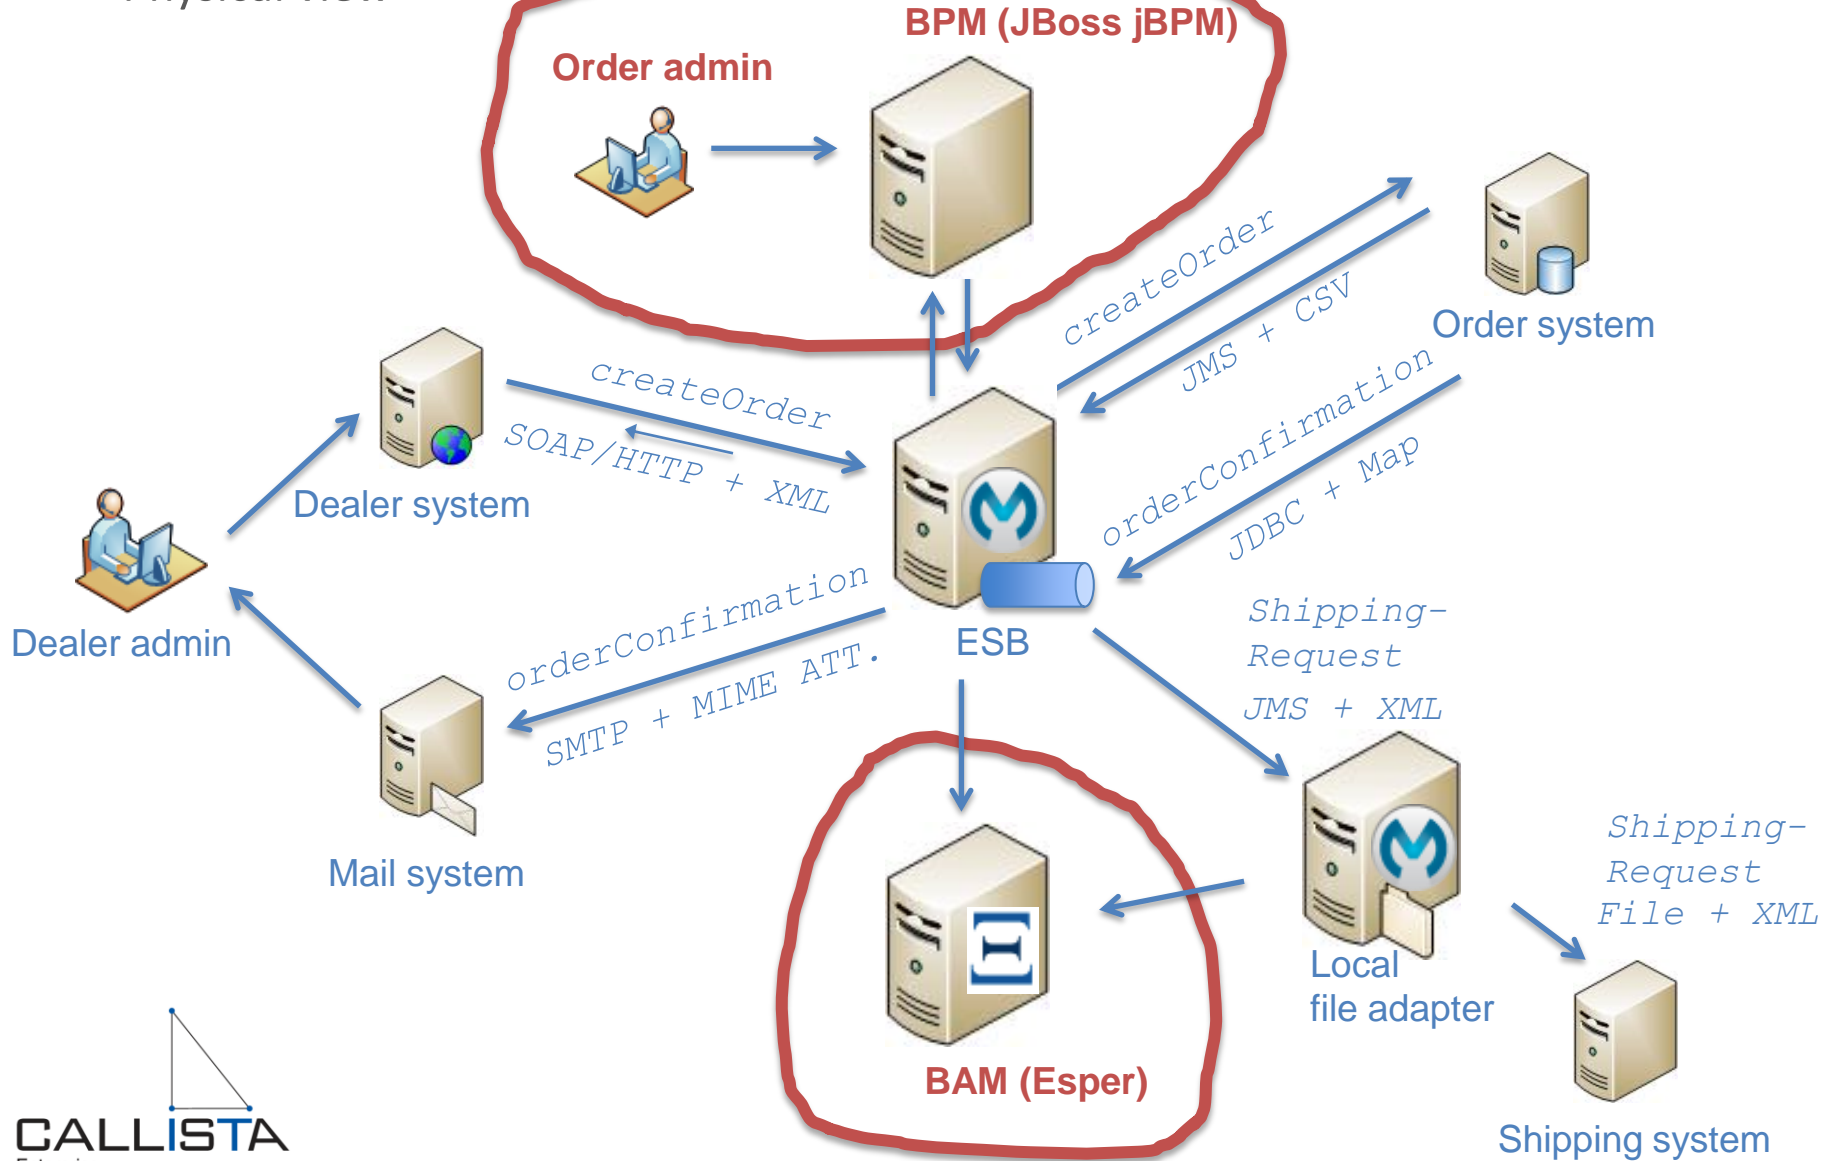 Physical view
BPM (JBoss jBPM)
Order admin
createOrder
JMS + CSV
Order system
createOrder
SOAP/HTTP + XML
Dealer system
orderConfirmation
JDBC + Map
Dealer admin
orderConfirmation
SMTP + MIME ATT.
ESB
Shipping-
Request
JMS + XML
Mail system
Shipping-
Request
File + XML
Local
file adapter
BAM (Esper)
Shipping system
CALLISTA